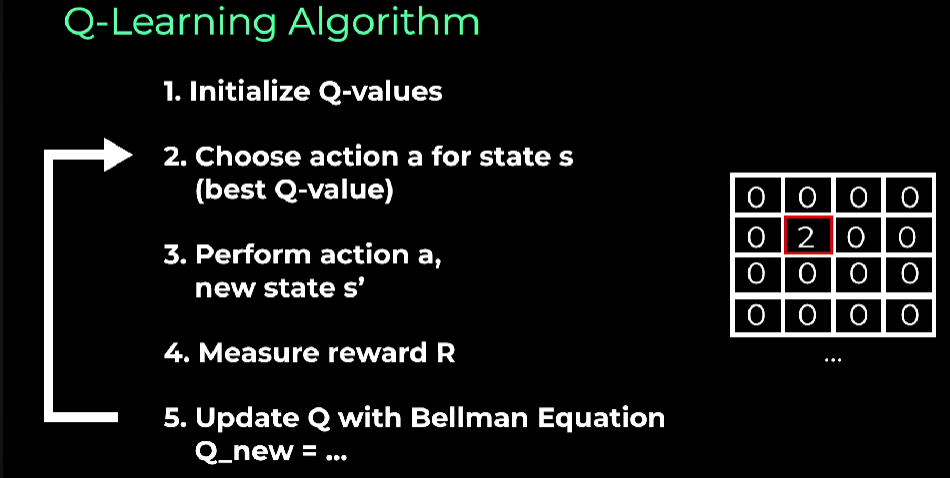 Q-Learning Algorithm
1. Initialize Q-values
2. Choose action a for state s
(best Q-value)
3. Perform action a,
new state s’
4. Measure reward R
5. Update Q with Bellman Equation
Q_new = ...
0 0 0 0
0 2 0 0
0 0 0 0
0 0 0 0
...